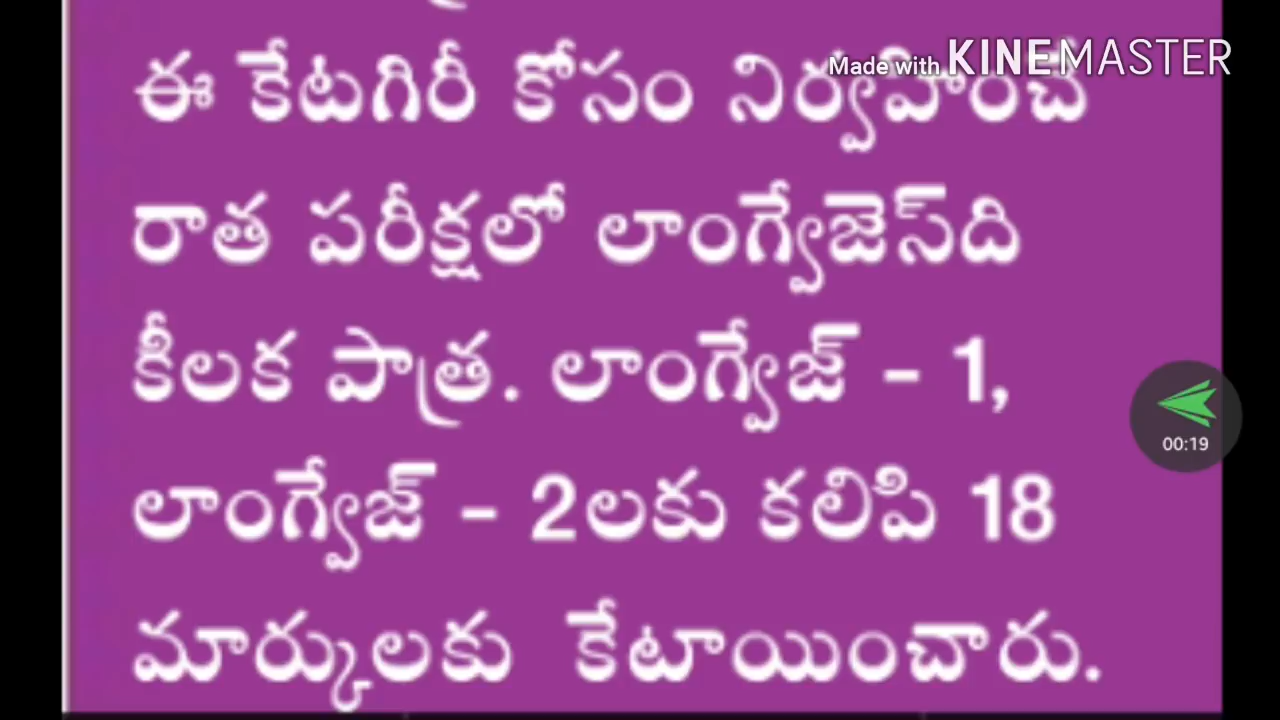 Made with KINEMASTER
ఈ కేటగిరీ కోసం నిర్వహించే
రాత పరీక్షలో లాంగ్వేజెస్‌ది
కీలక పాత్ర. లాంగ్వేజ్ - 1,
లాంగ్వేజ్ - 2లకు కలిపి 18
మార్కులకు కేటాయించారు.
00:19